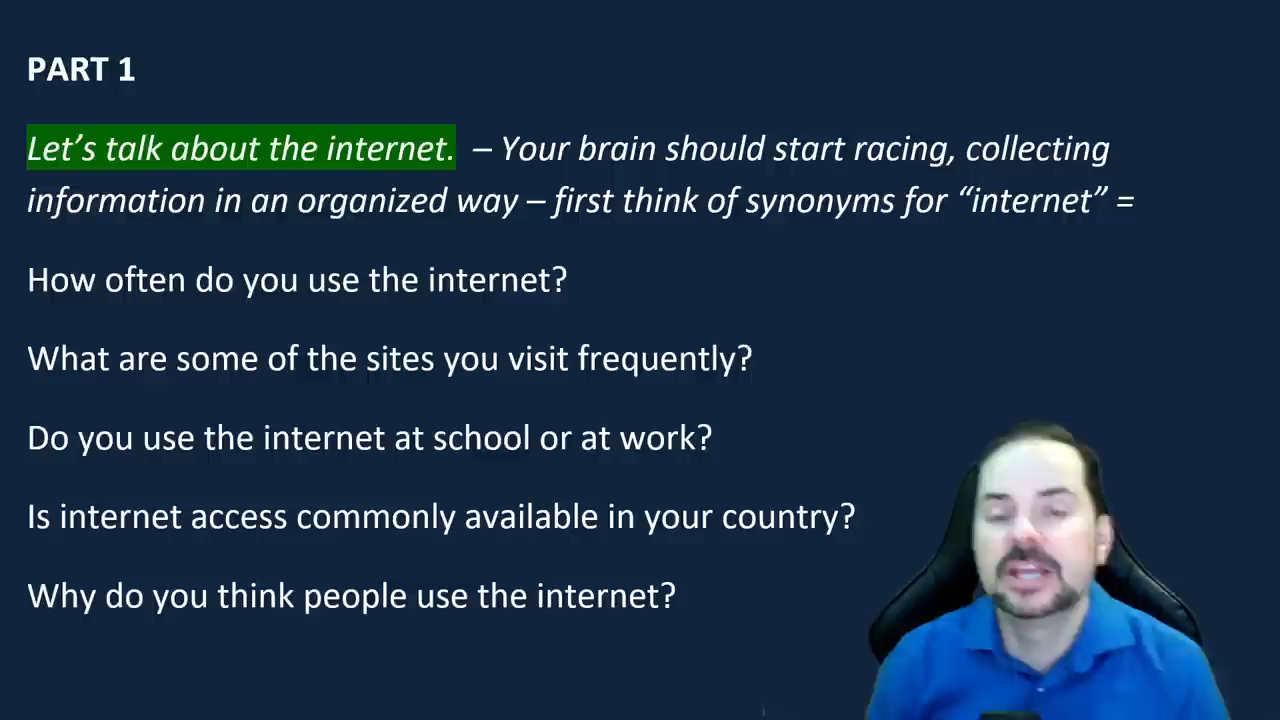 PART 1
Let’s talk about the internet. – Your brain should start racing, collecting
information in an organized way – first think of synonyms for “internet” =
How often do you use the internet?
What are some of the sites you visit frequently?
Do you use the internet at school or at work?
Is internet access commonly available in your country?
Why do you think people use the internet?